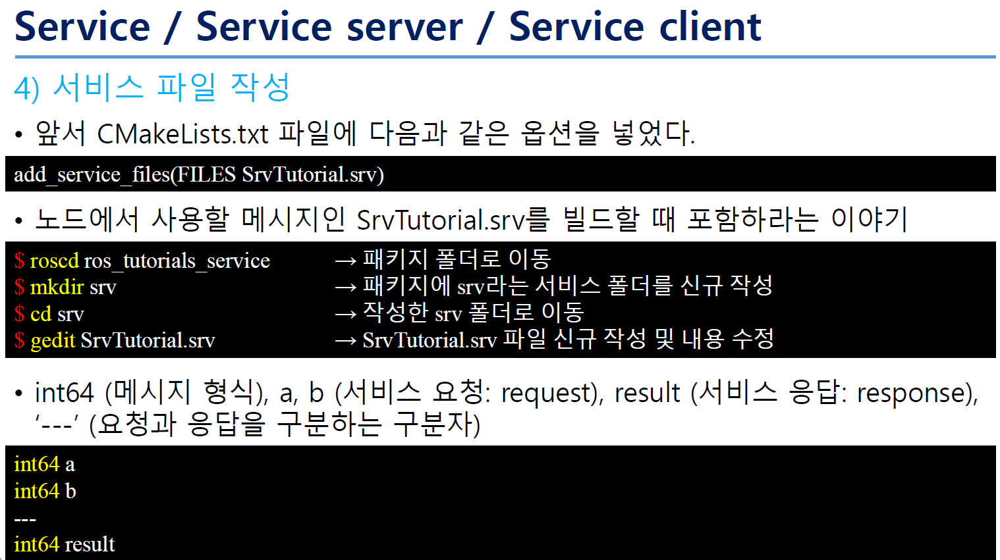 Service / Service server / Service client
4) 서비스 파일 작성
• 앞서 CMakeLists.txt 파일에 다음과 같은 옵션을 넣었다.
add_service_files(FILES SrvTutorial.srv)
• 노드에서 사용할 메시지인 SrvTutorial.srv를 빌드할 때 포함하라는 이야기
$ roscd ros_tutorials_service → 패키지 폴더로 이동
$ mkdir srv → 패키지에 srv라는 서비스 폴더를 신규 작성
$ cd srv → 작성한 srv 폴더로 이동
$ gedit SrvTutorial.srv → SrvTutorial.srv 파일 신규 작성 및 내용 수정
• int64 (메시지 형식), a, b (서비스 요청: request), result (서비스 응답: response),
‘---’ (요청과 응답을 구분하는 구분자)
int64 a
int64 b
---
int64 result